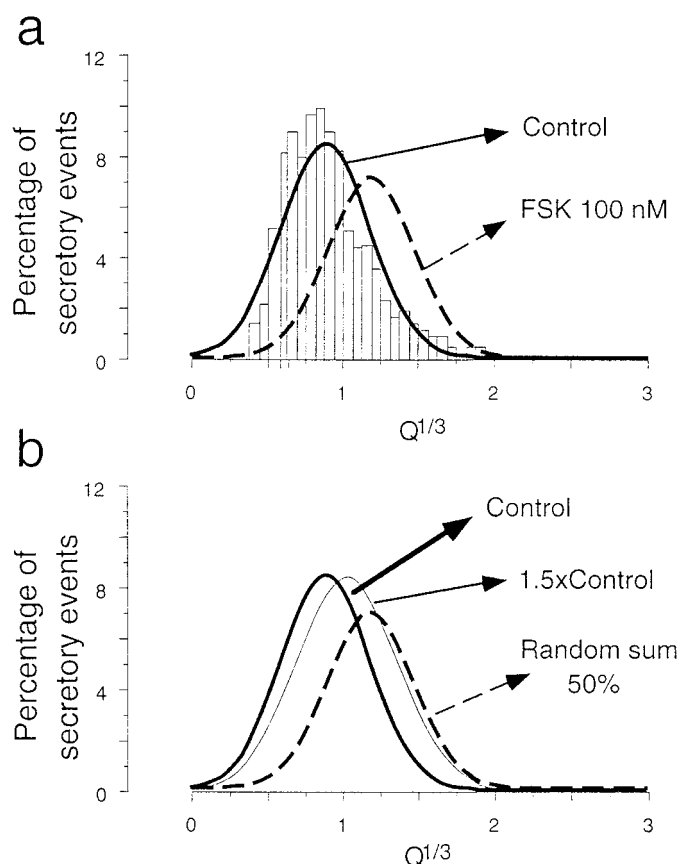 a
12
8
4
0
Percentage of
secretory events
Control
FSK 100 nM
0 1 2 3
Q1/3
b
12
8
4
0
Percentage of
secretory events
Control
1.5xControl
Random sum
50%
0 1 2 3
Q1/3